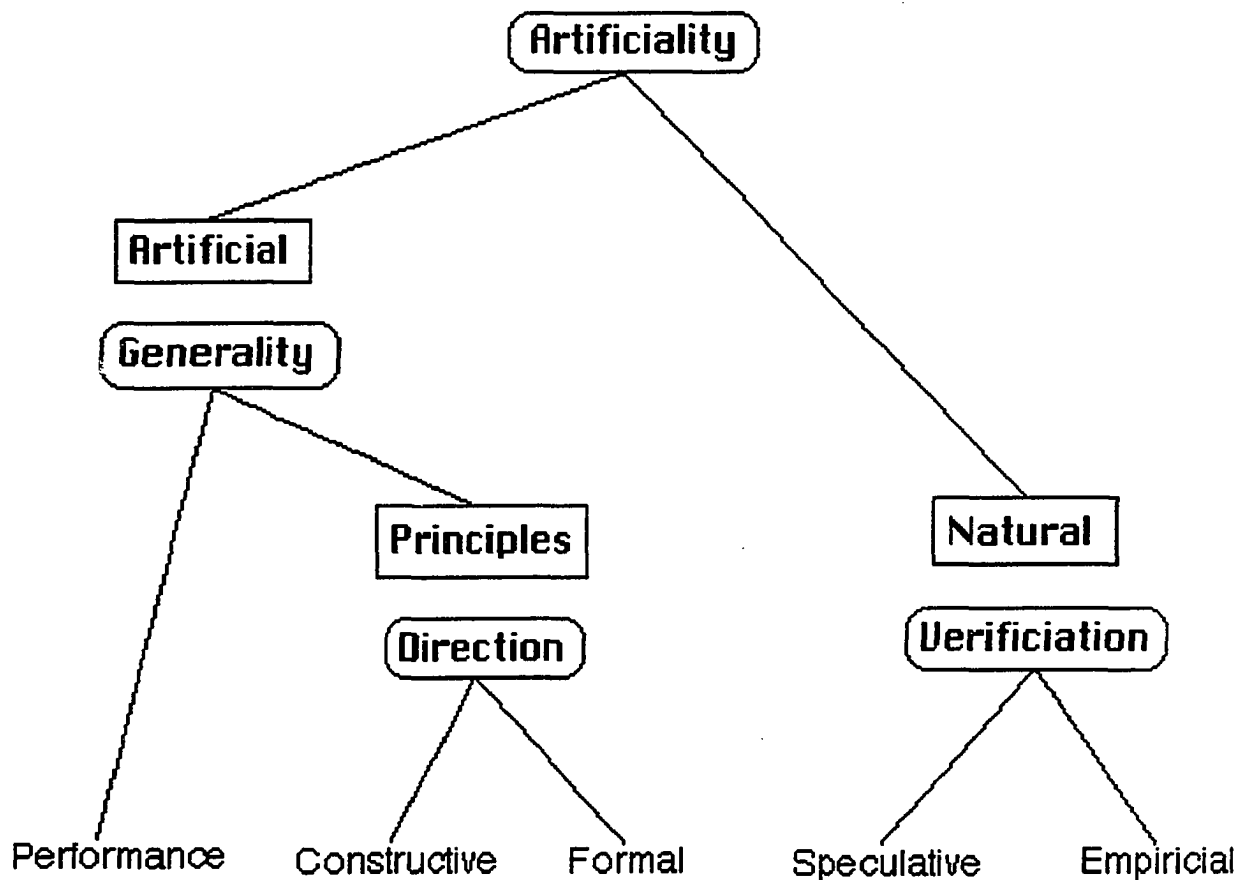 Artificiality
Artificial
Generality
Principles
Natural
Direction
Verificiation
Performance
Constructive
Formal
Speculative
Empiricial